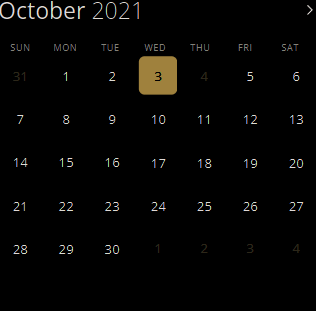 October 2021
SUN MON TUE WED THU FRI SAT
31 1 2 3 4 5 6
7 8 9 10 11 12 13
14 15 16 17 18 19 20
21 22 23 24 25 26 27
28 29 30 1 2 3 4